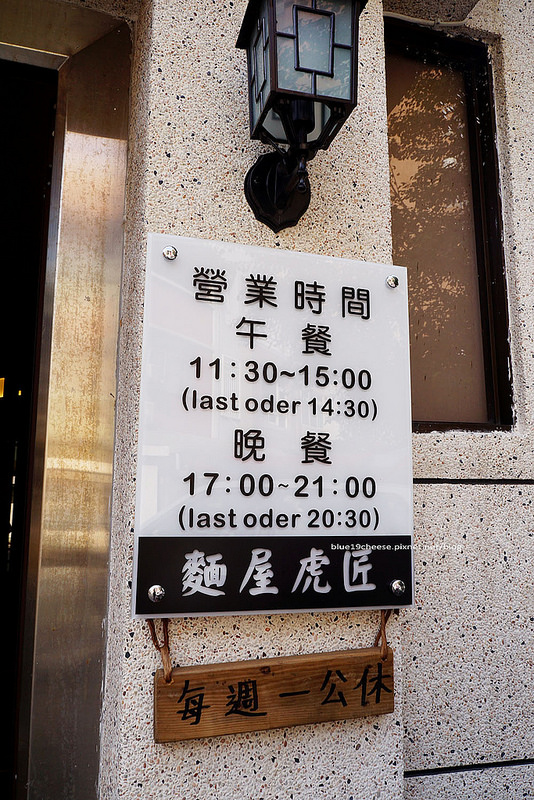 營業時間
午餐
11:30~15:00
(last oder 14:30)
晚餐
17:00~21:00
(last oder 20:30)
blue19cheese.pixnet.net/blog
麵屋虎匠
每週一公休